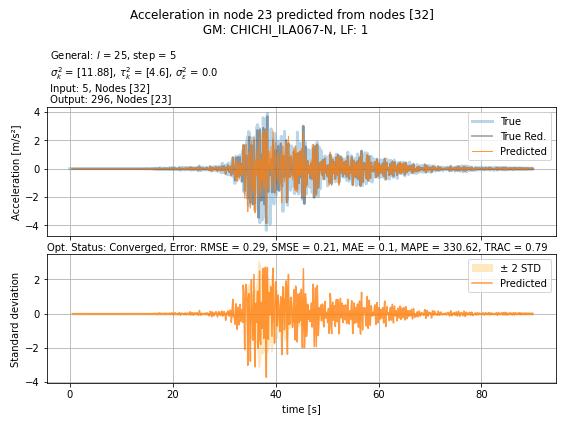 Acceleration in node 23 predicted from nodes [32]
GM: CHICHI_ILA067-N, LF: 1
General: l = 25, step = 5
σ²ₖ = [11.88], τ²ₖ = [4.6], σ²ε = 0.0
Input: 5, Nodes [32]
Output: 296, Nodes [23]
Acceleration [m/s²]
4
2
0
−2
−4
True
True Red.
Predicted
Opt. Status: Converged, Error: RMSE = 0.29, SMSE = 0.21, MAE = 0.1, MAPE = 330.62, TRAC = 0.79
Standard deviation
2
0
−2
−4
± 2 STD
Predicted
0 20 40 60 80
time [s]